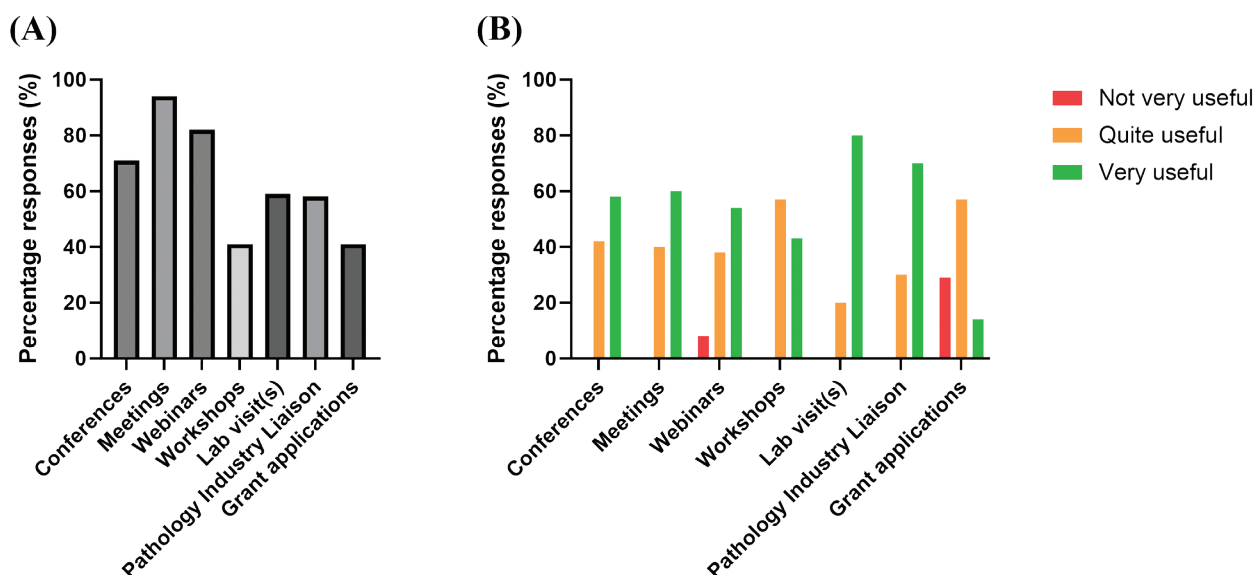 (A)
Percentage responses (%)
100
80
60
40
20
0
Conferences
Meetings
Webinars
Workshops
Lab visit(s)
Pathology Industry Liaison
Grant applications
(B)
Percentage responses (%)
100
80
60
40
20
0
Conferences
Meetings
Webinars
Workshops
Lab visit(s)
Pathology Industry Liaison
Grant applications
Not very useful
Quite useful
Very useful